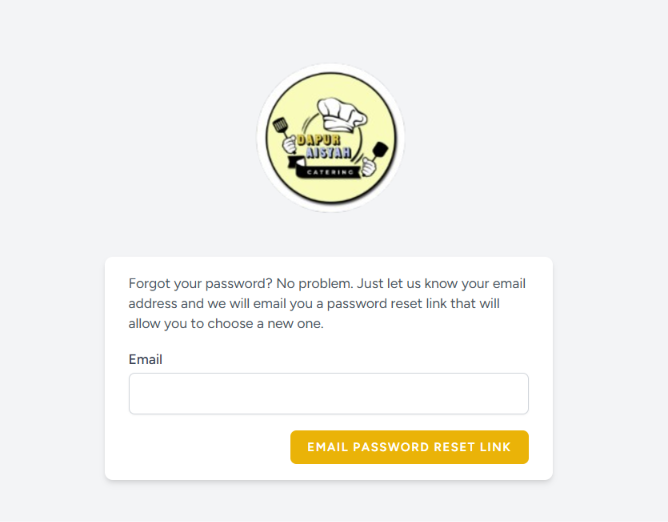 DAPUR
AISYAH
CATERING
Forgot your password? No problem. Just let us know your email
address and we will email you a password reset link that will
allow you to choose a new one.
Email
EMAIL PASSWORD RESET LINK